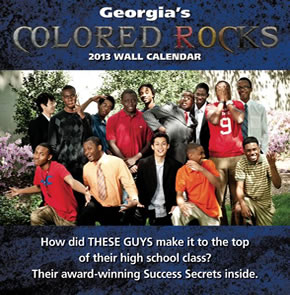 Georgia's
COLORED ROCKS
2013 WALL CALENDAR
9
How did THESE GUYS make it to the top
of their high school class?
Their award-winning Success Secrets inside.